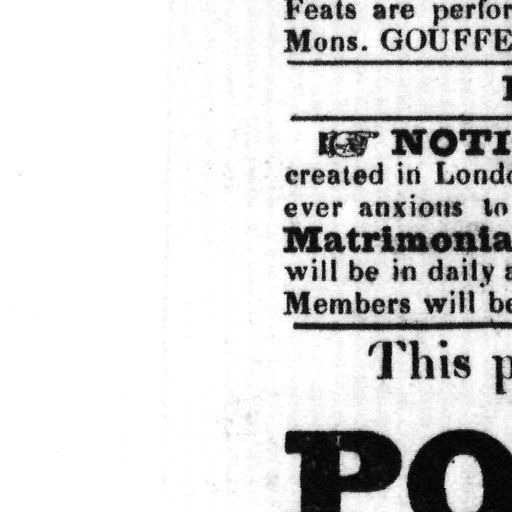 Feats are perfor
Mons. GOUFFE
☞ NOTI
created in Londo
ever anxious to
Matrimonia
will be in daily a
Members will be
This p
PO